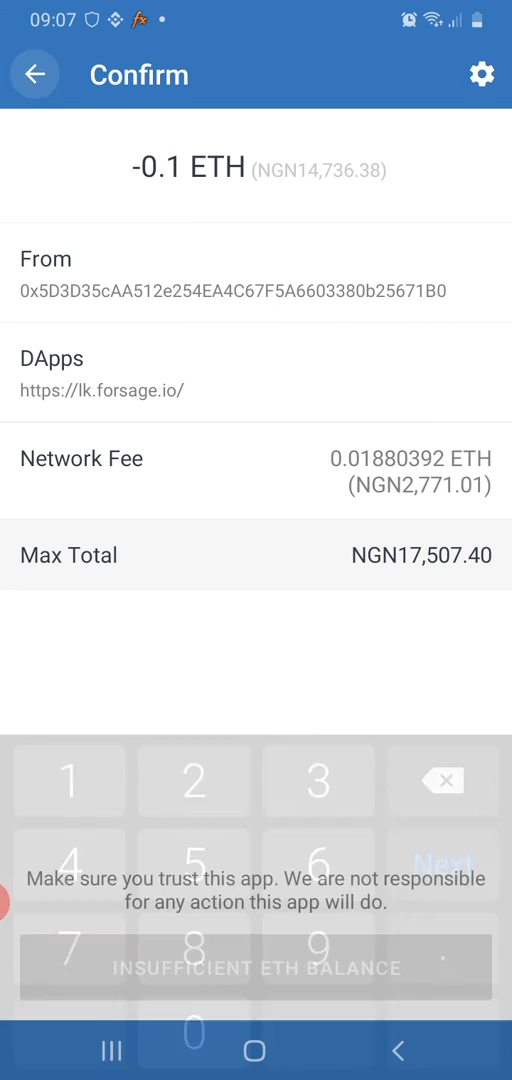 09:07
Confirm
-0.1 ETH (NGN14,736.38)
From
0x5D3D35cAA512e254EA4C67F5A6603380b25671B0
DApps
https://lk.forsage.io/
Network Fee
0.01880392 ETH
(NGN2,771.01)
Max Total
NGN17,507.40
1 2 3
4 5 6 Next
Make sure you trust this app. We are not responsible
for any action this app will do.
7 8 9 .
INSUFFICIENT ETH BALANCE
0